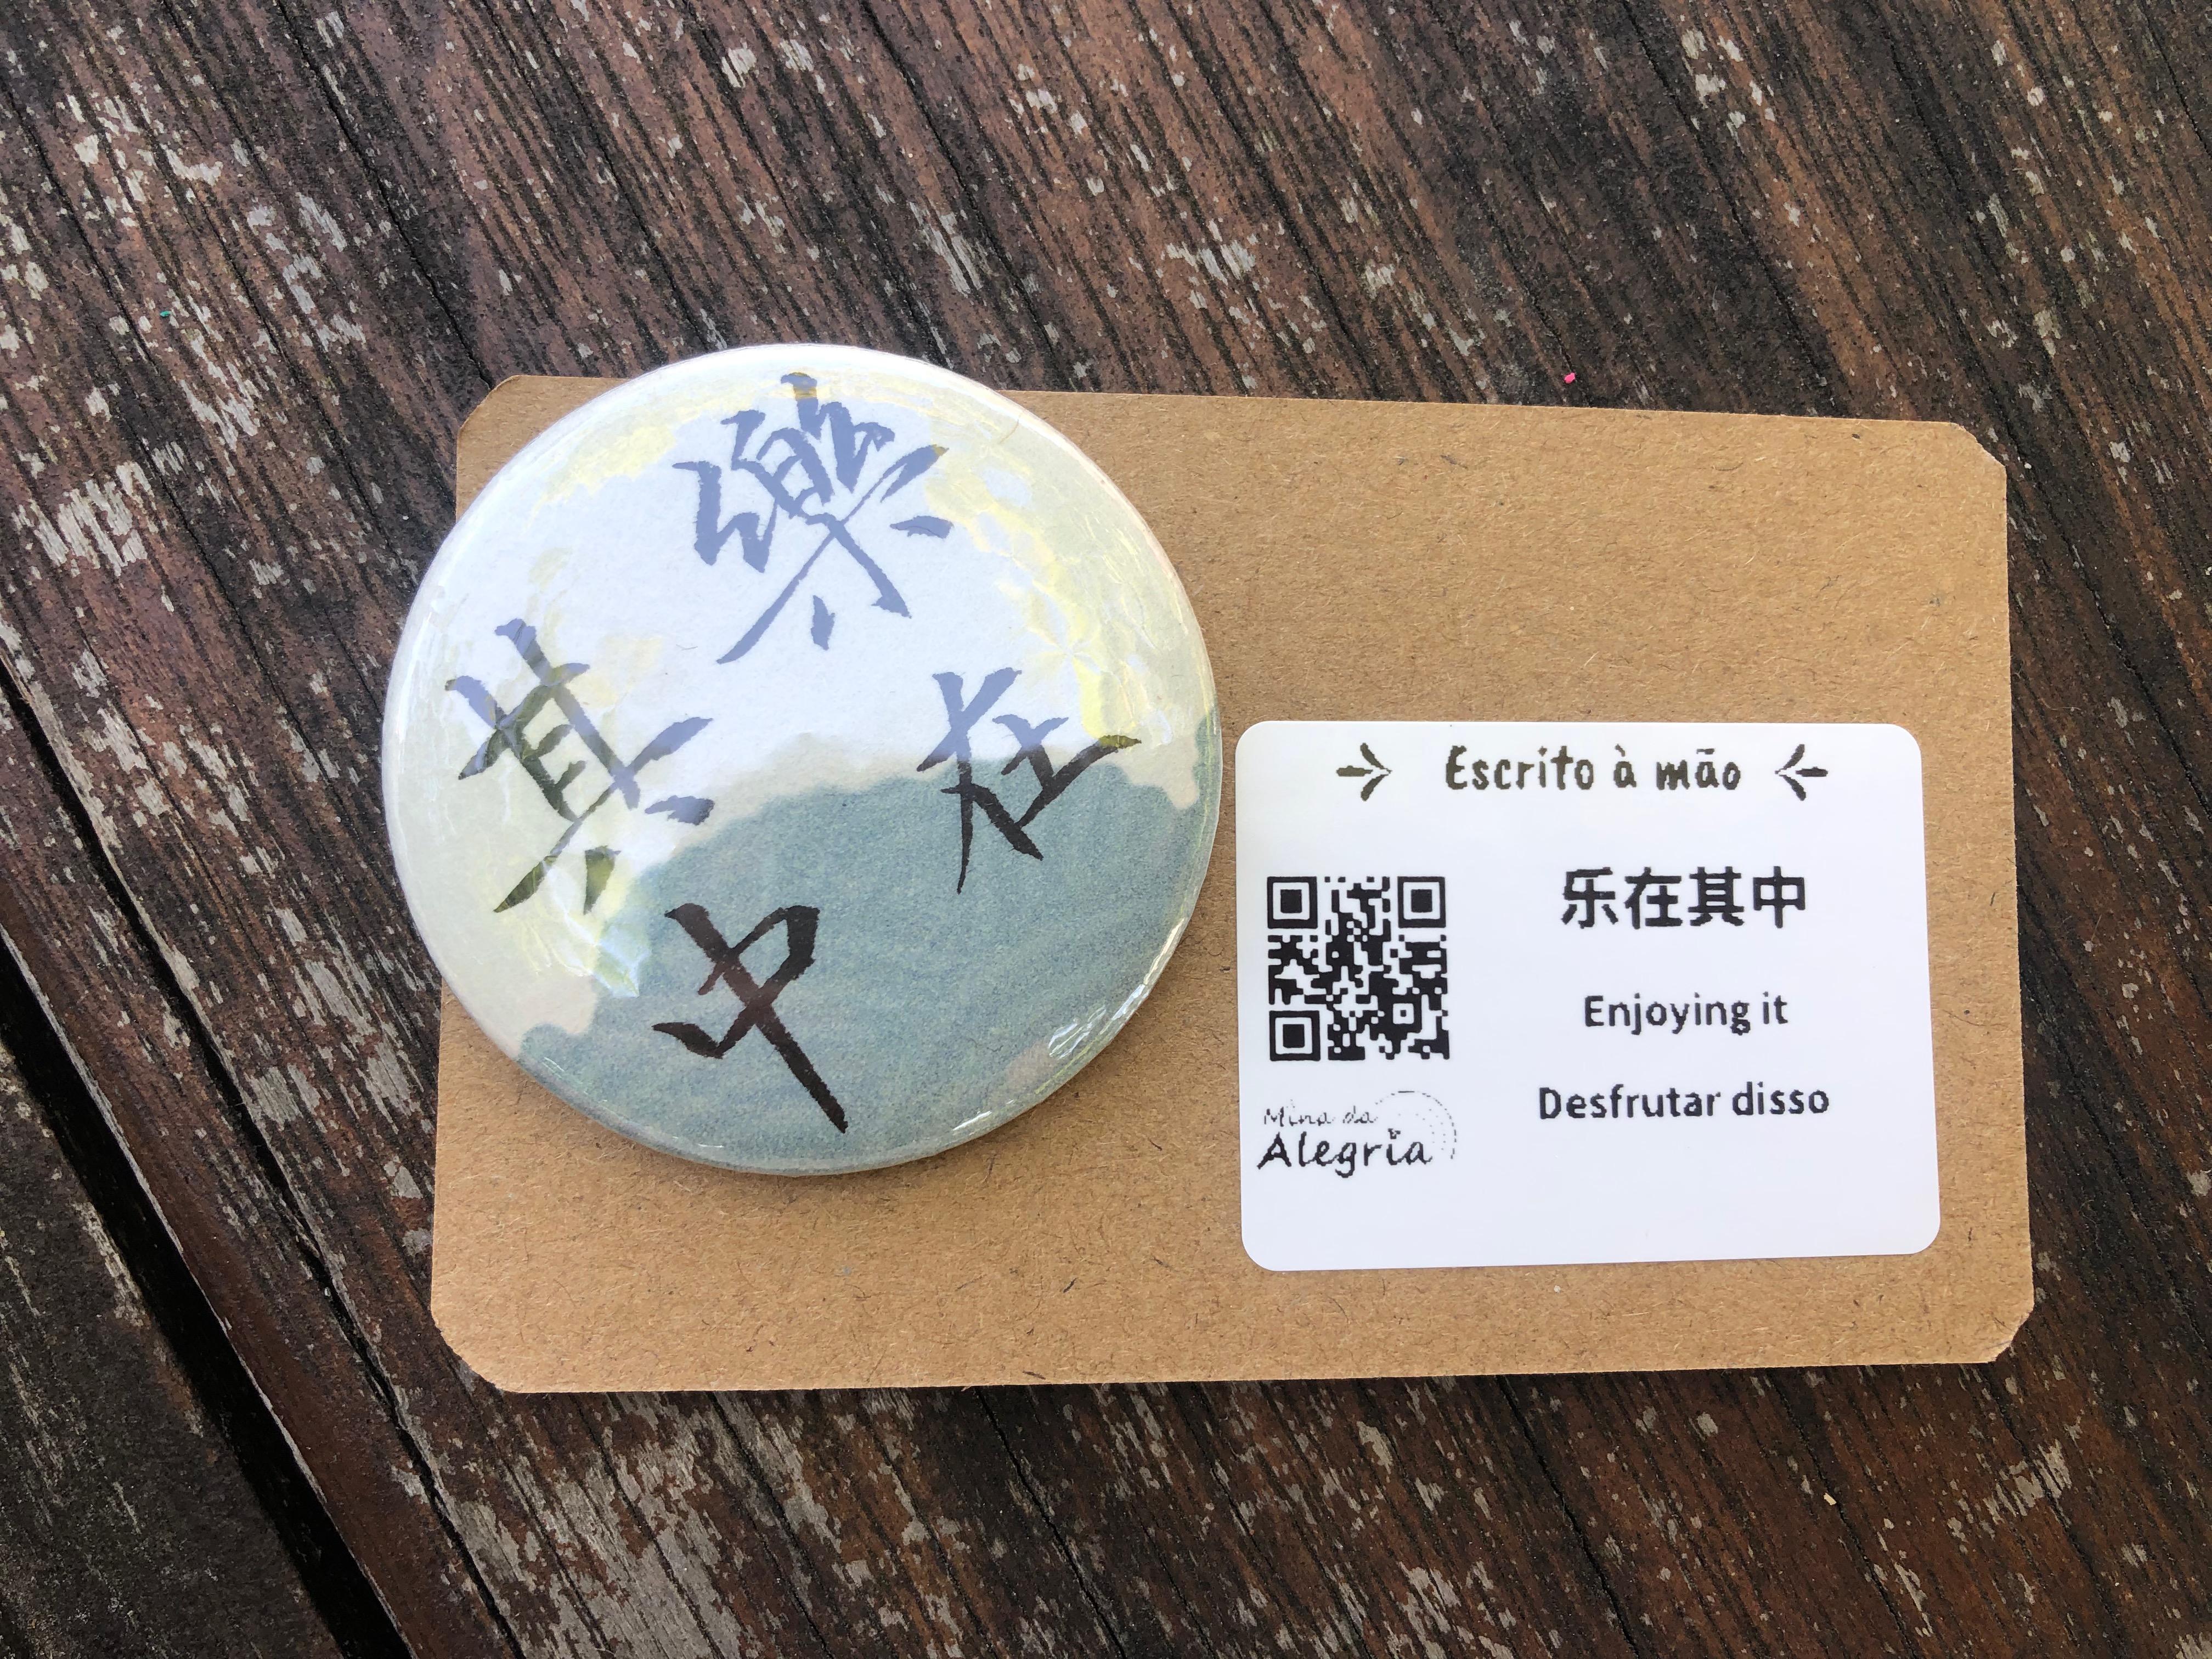 樂
在
其
中
Escrito à mão
乐在其中
Enjoying it
Desfrutar disso
Mina da
Alegria